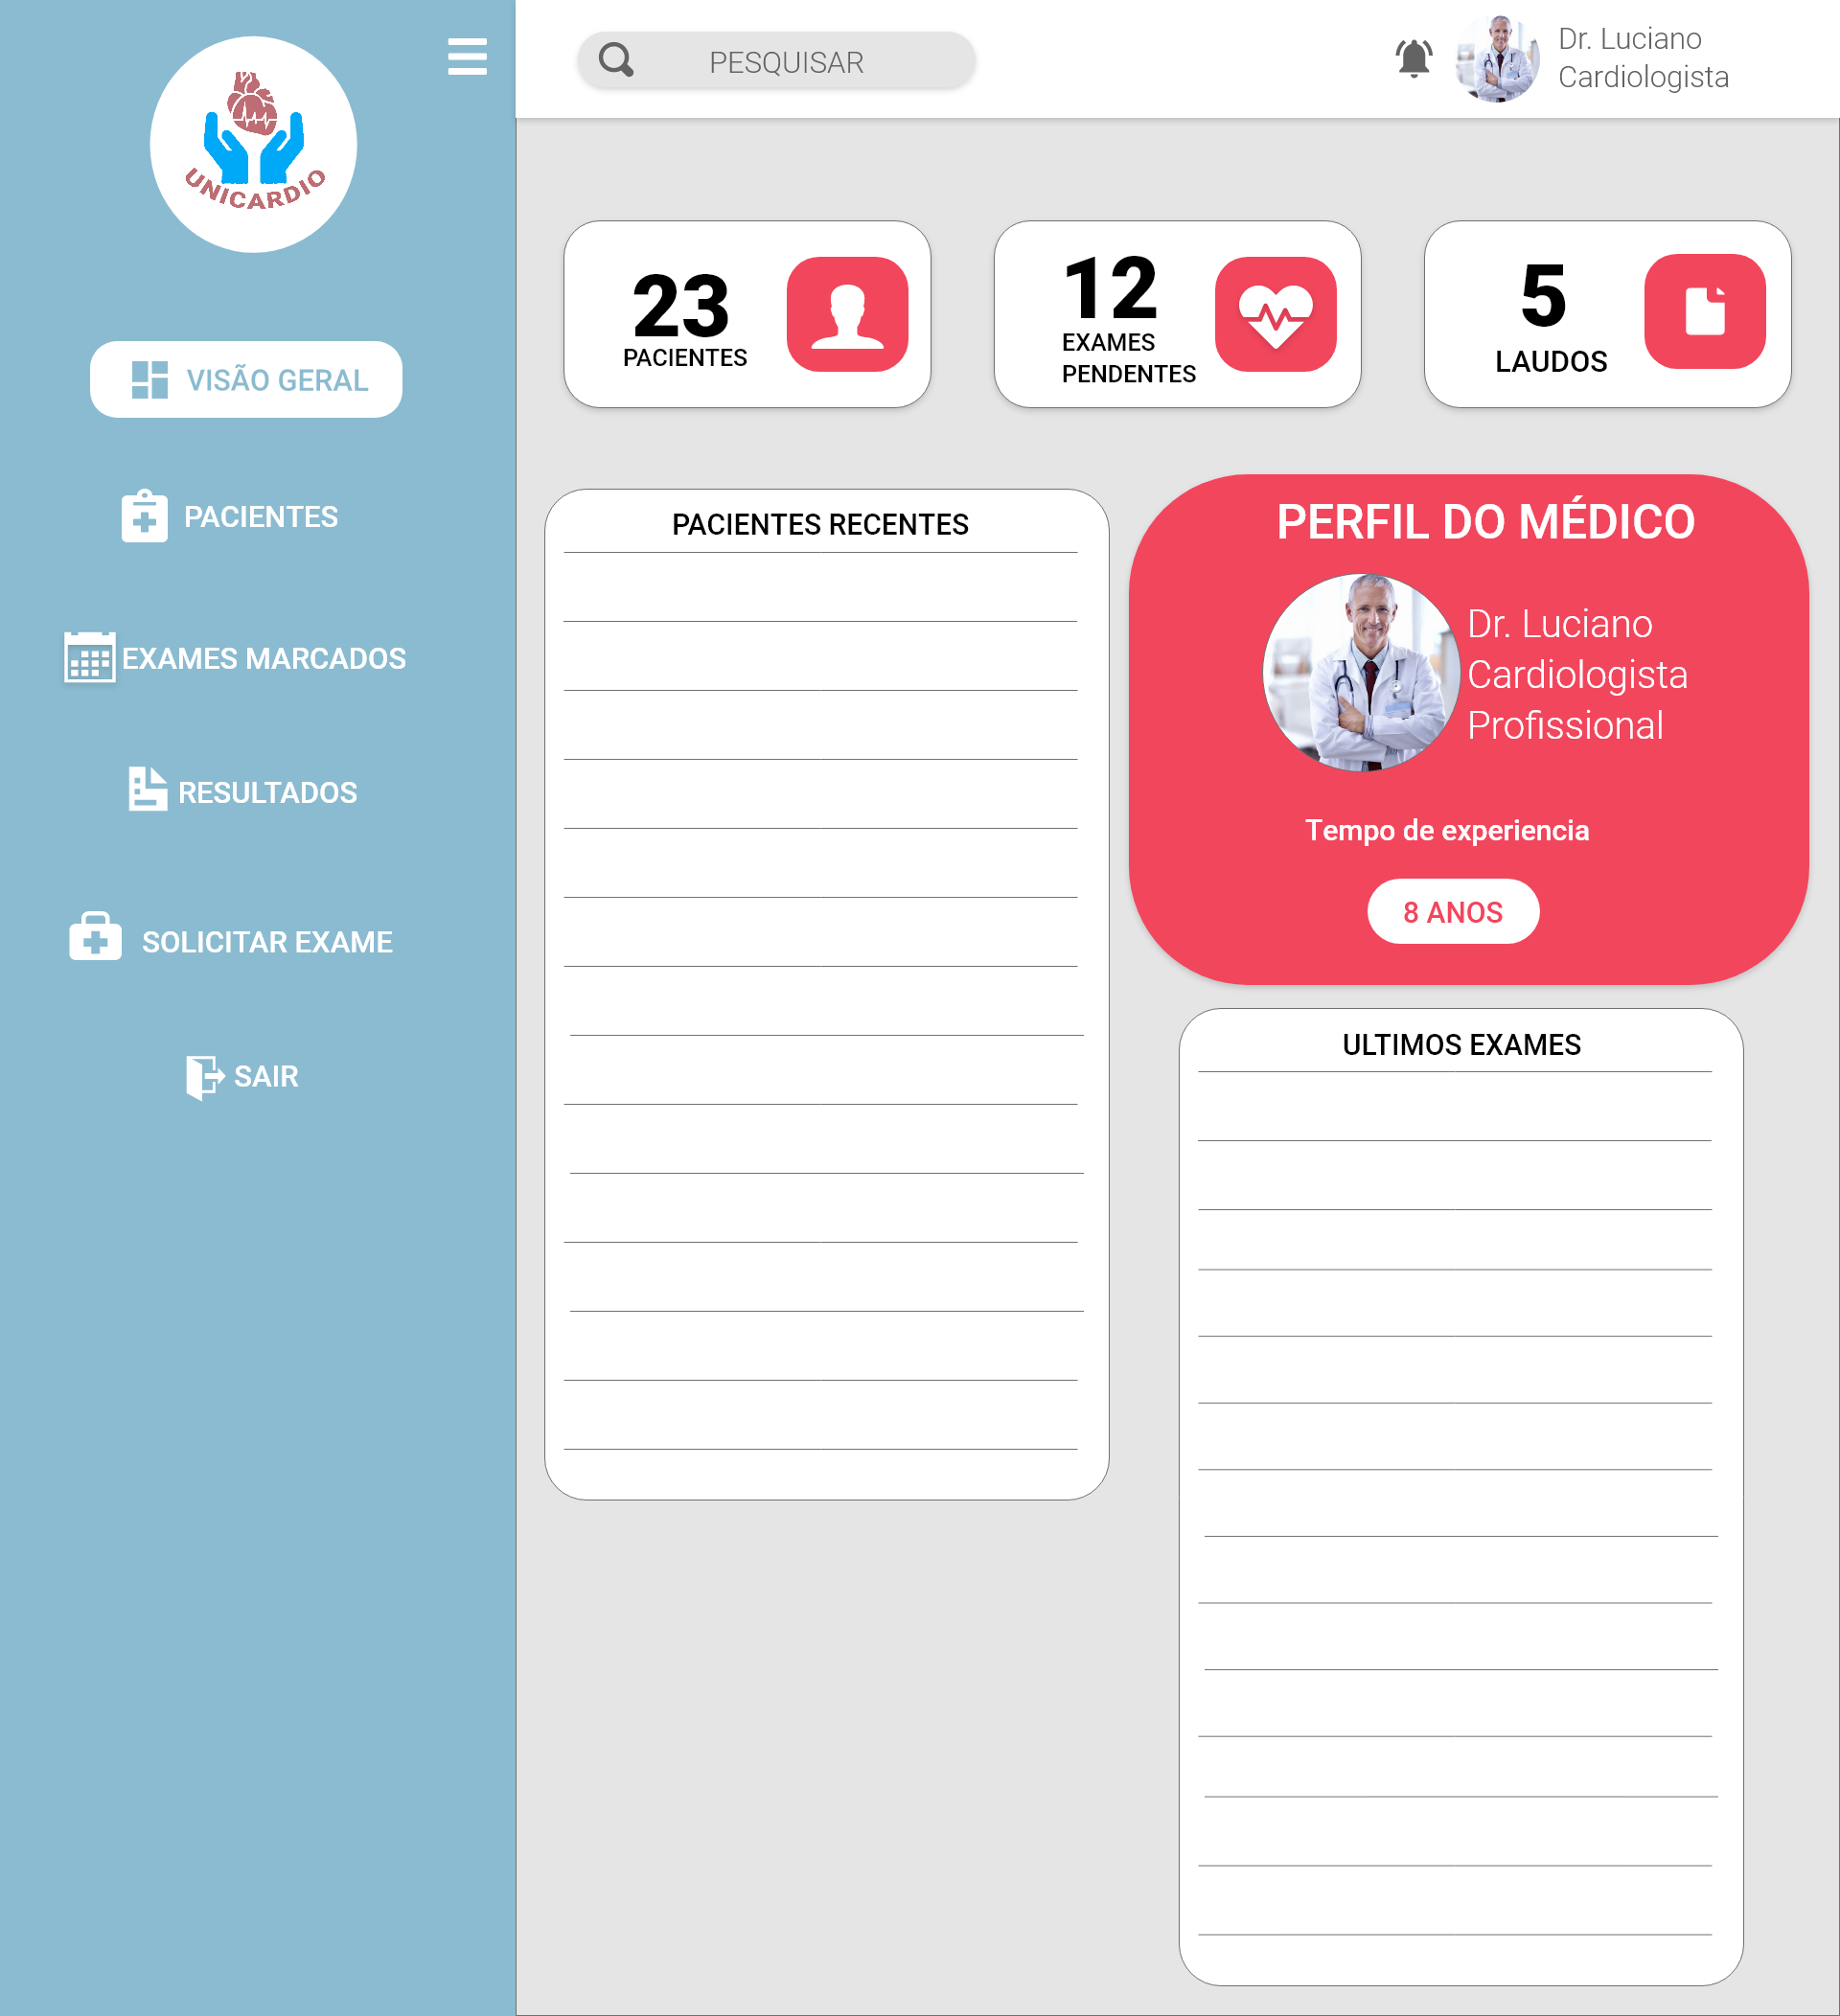 UNICARDIO
PESQUISAR
Dr. Luciano
Cardiologista
VISÃO GERAL
PACIENTES
EXAMES MARCADOS
RESULTADOS
SOLICITAR EXAME
SAIR
23
PACIENTES
12
EXAMES
PENDENTES
5
LAUDOS
PACIENTES RECENTES
PERFIL DO MÉDICO
Dr. Luciano
Cardiologista
Profissional
Tempo de experiencia
8 ANOS
ULTIMOS EXAMES